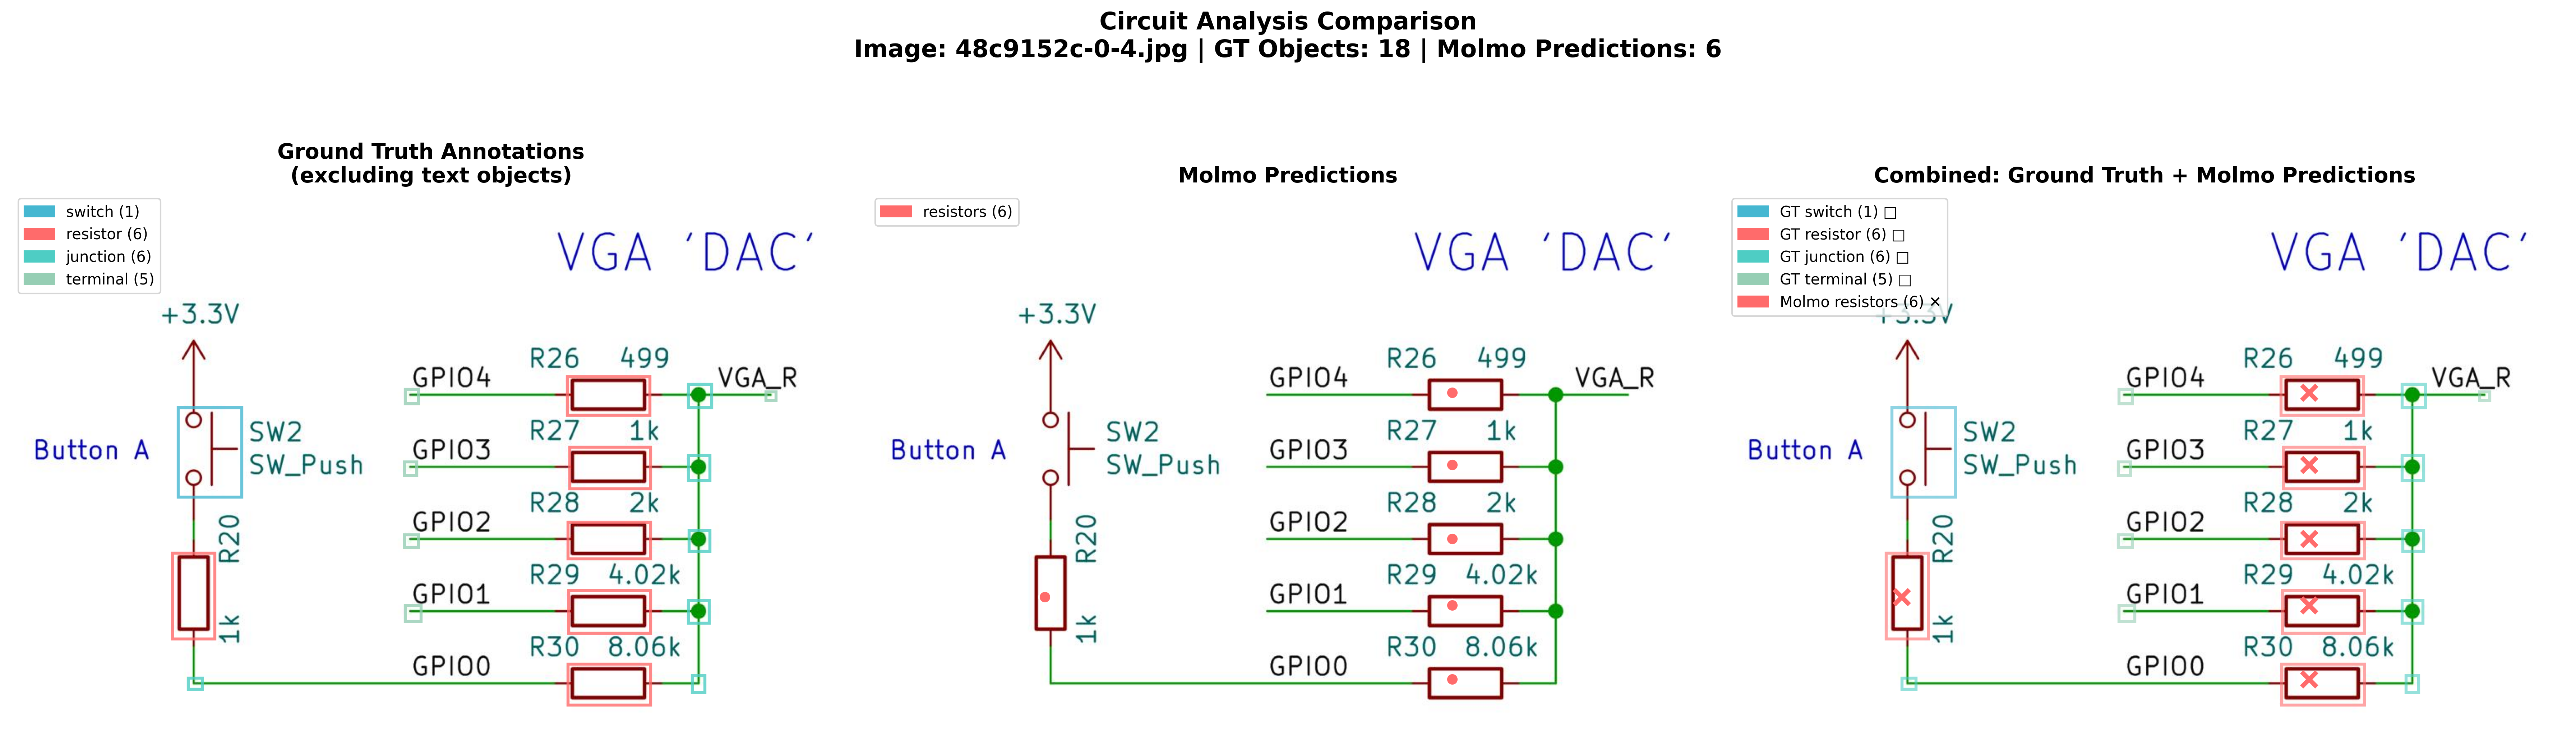 Circuit Analysis Comparison
Image: 48c9152c-0-4.jpg | GT Objects: 18 | Molmo Predictions: 6
Ground Truth Annotations
(excluding text objects)
switch (1)
resistor (6)
junction (6)
terminal (5)
VGA 'DAC'
+3.3V
R26 499
GPIO4
VGA_R
R27 1k
Button A
SW2
SW_Push
GPIO3
R28 2k
GPIO2
R20
1k
R29 4.02k
GPIO1
R30 8.06k
GPIO0
Molmo Predictions
resistors (6)
VGA 'DAC'
+3.3V
R26 499
GPIO4
VGA_R
R27 1k
Button A
SW2
SW_Push
GPIO3
R28 2k
GPIO2
R20
1k
R29 4.02k
GPIO1
R30 8.06k
GPIO0
Combined: Ground Truth + Molmo Predictions
GT switch (1) □
GT resistor (6) □
GT junction (6) □
GT terminal (5) □
Molmo resistors (6) ×
VGA 'DAC'
+3.3V
R26 499
GPIO4
VGA_R
R27 1k
Button A
SW2
SW_Push
GPIO3
R28 2k
GPIO2
R20
1k
R29 4.02k
GPIO1
R30 8.06k
GPIO0